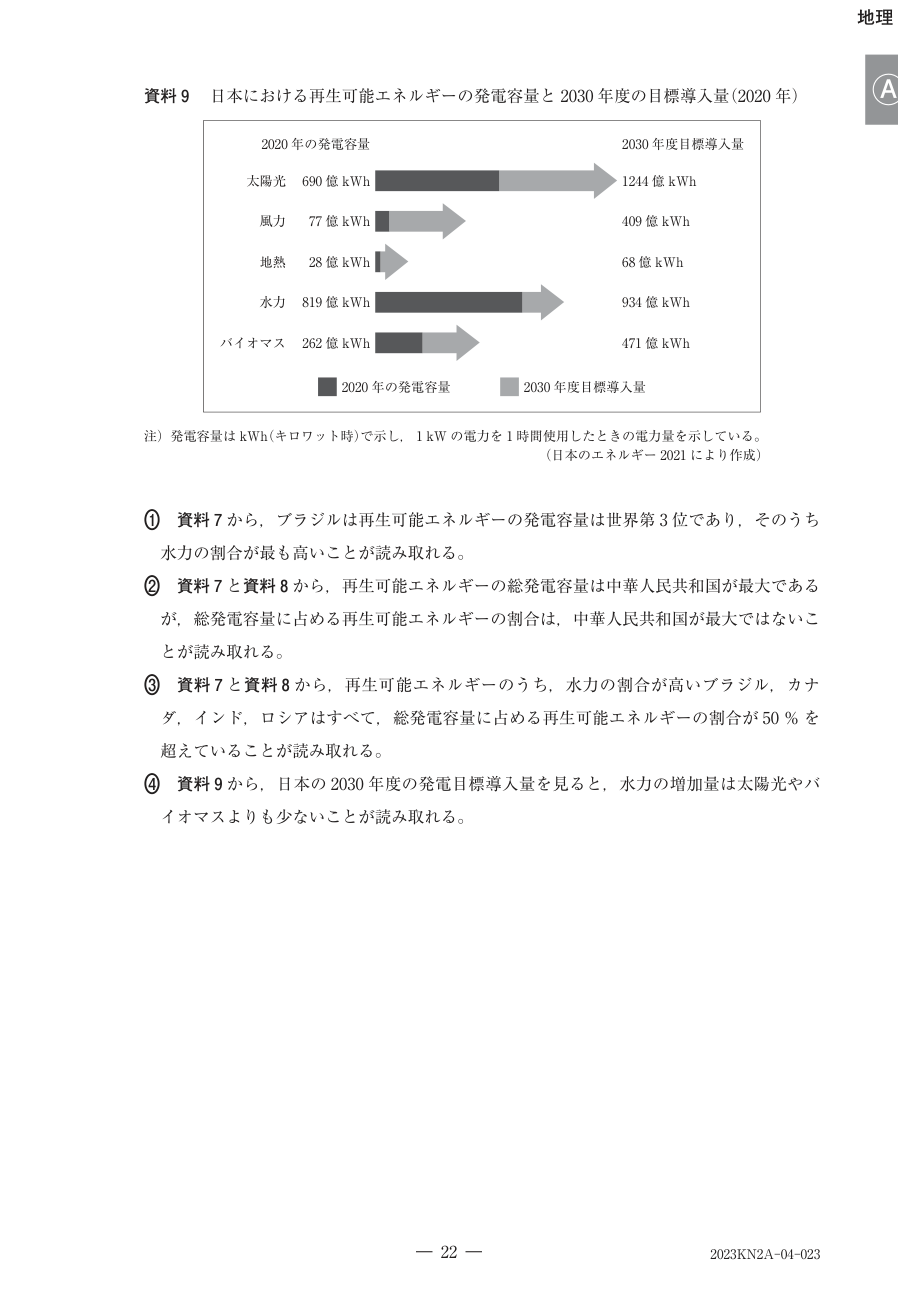 地理
Ⓐ
資料9 日本における再生可能エネルギーの発電容量と2030年度の目標導入量(2020年)
2020年の発電容量 2030年度目標導入量
太陽光 690億kWh 1244億kWh
風力 77億kWh 409億kWh
地熱 28億kWh 68億kWh
水力 819億kWh 934億kWh
バイオマス 262億kWh 471億kWh
2020年の発電容量 2030年度目標導入量
注)発電容量はkWh(キロワット時)で示し,1kWの電力を1時間使用したときの電力量を示している。
(日本のエネルギー2021により作成)
① 資料7から,ブラジルは再生可能エネルギーの発電容量は世界第3位であり,そのうち
水力の割合が最も高いことが読み取れる。
② 資料7と資料8から,再生可能エネルギーの総発電容量は中華人民共和国が最大である
が,総発電容量に占める再生可能エネルギーの割合は,中華人民共和国が最大ではないこ
とが読み取れる。
③ 資料7と資料8から,再生可能エネルギーのうち,水力の割合が高いブラジル,カナ
ダ,インド,ロシアはすべて,総発電容量に占める再生可能エネルギーの割合が50%を
超えていることが読み取れる。
④ 資料9から,日本の2030年度の発電目標導入量を見ると,水力の増加量は太陽光やバ
イオマスよりも少ないことが読み取れる。
— 22 —
2023KN2A-04-023